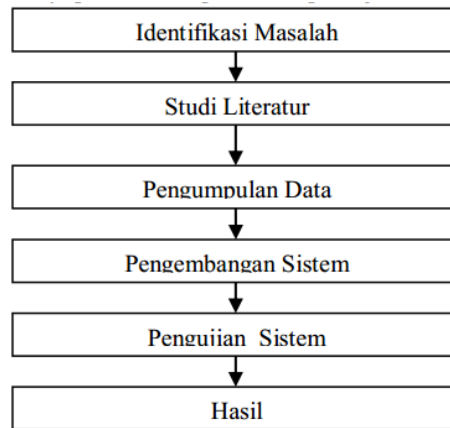 Identifikasi Masalah
Studi Literatur
Pengumpulan Data
Pengembangan Sistem
Pengujian Sistem
Hasil